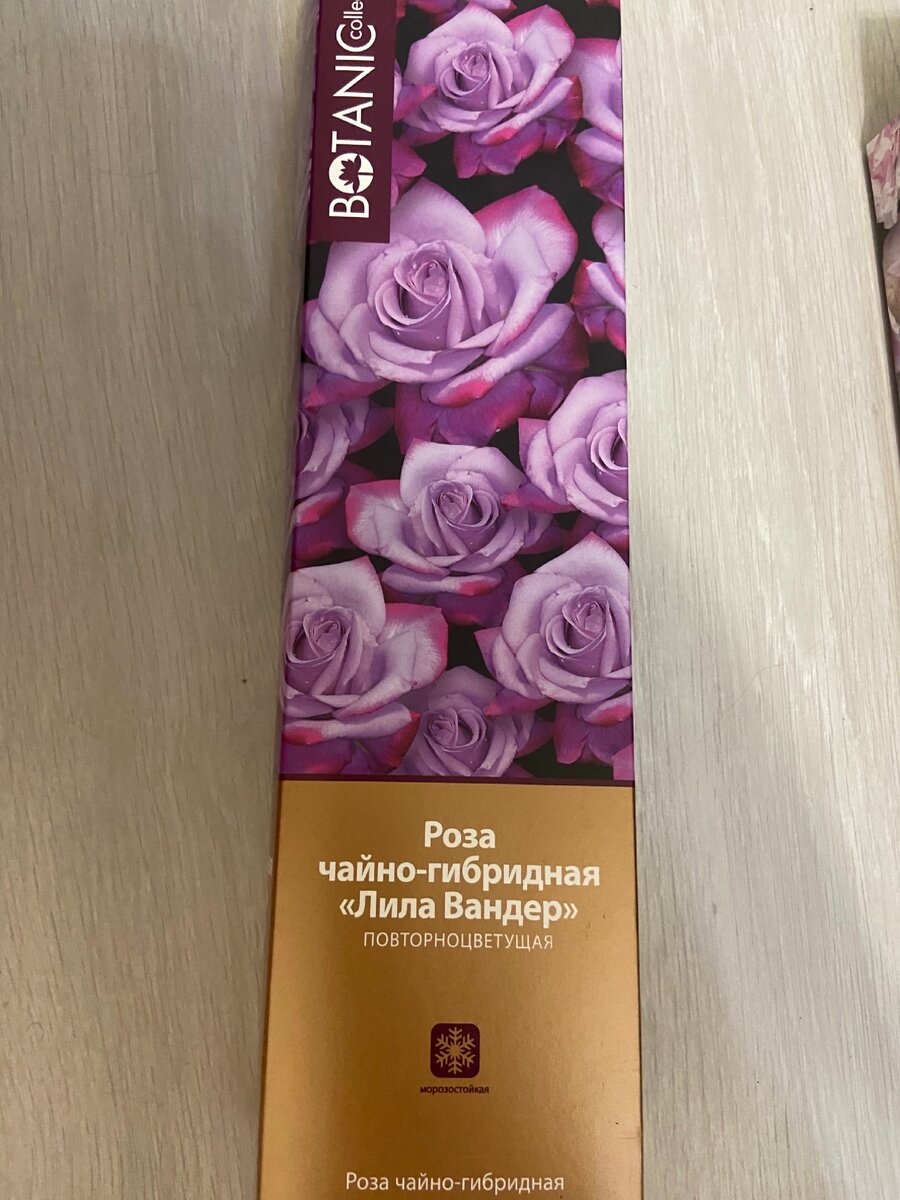 BOTANIC
Роза
чайно-гибридная
«Лила Вандер»
ПОВТОРНОЦВЕТУЩАЯ
морозостойкая
Роза чайно-гибридная